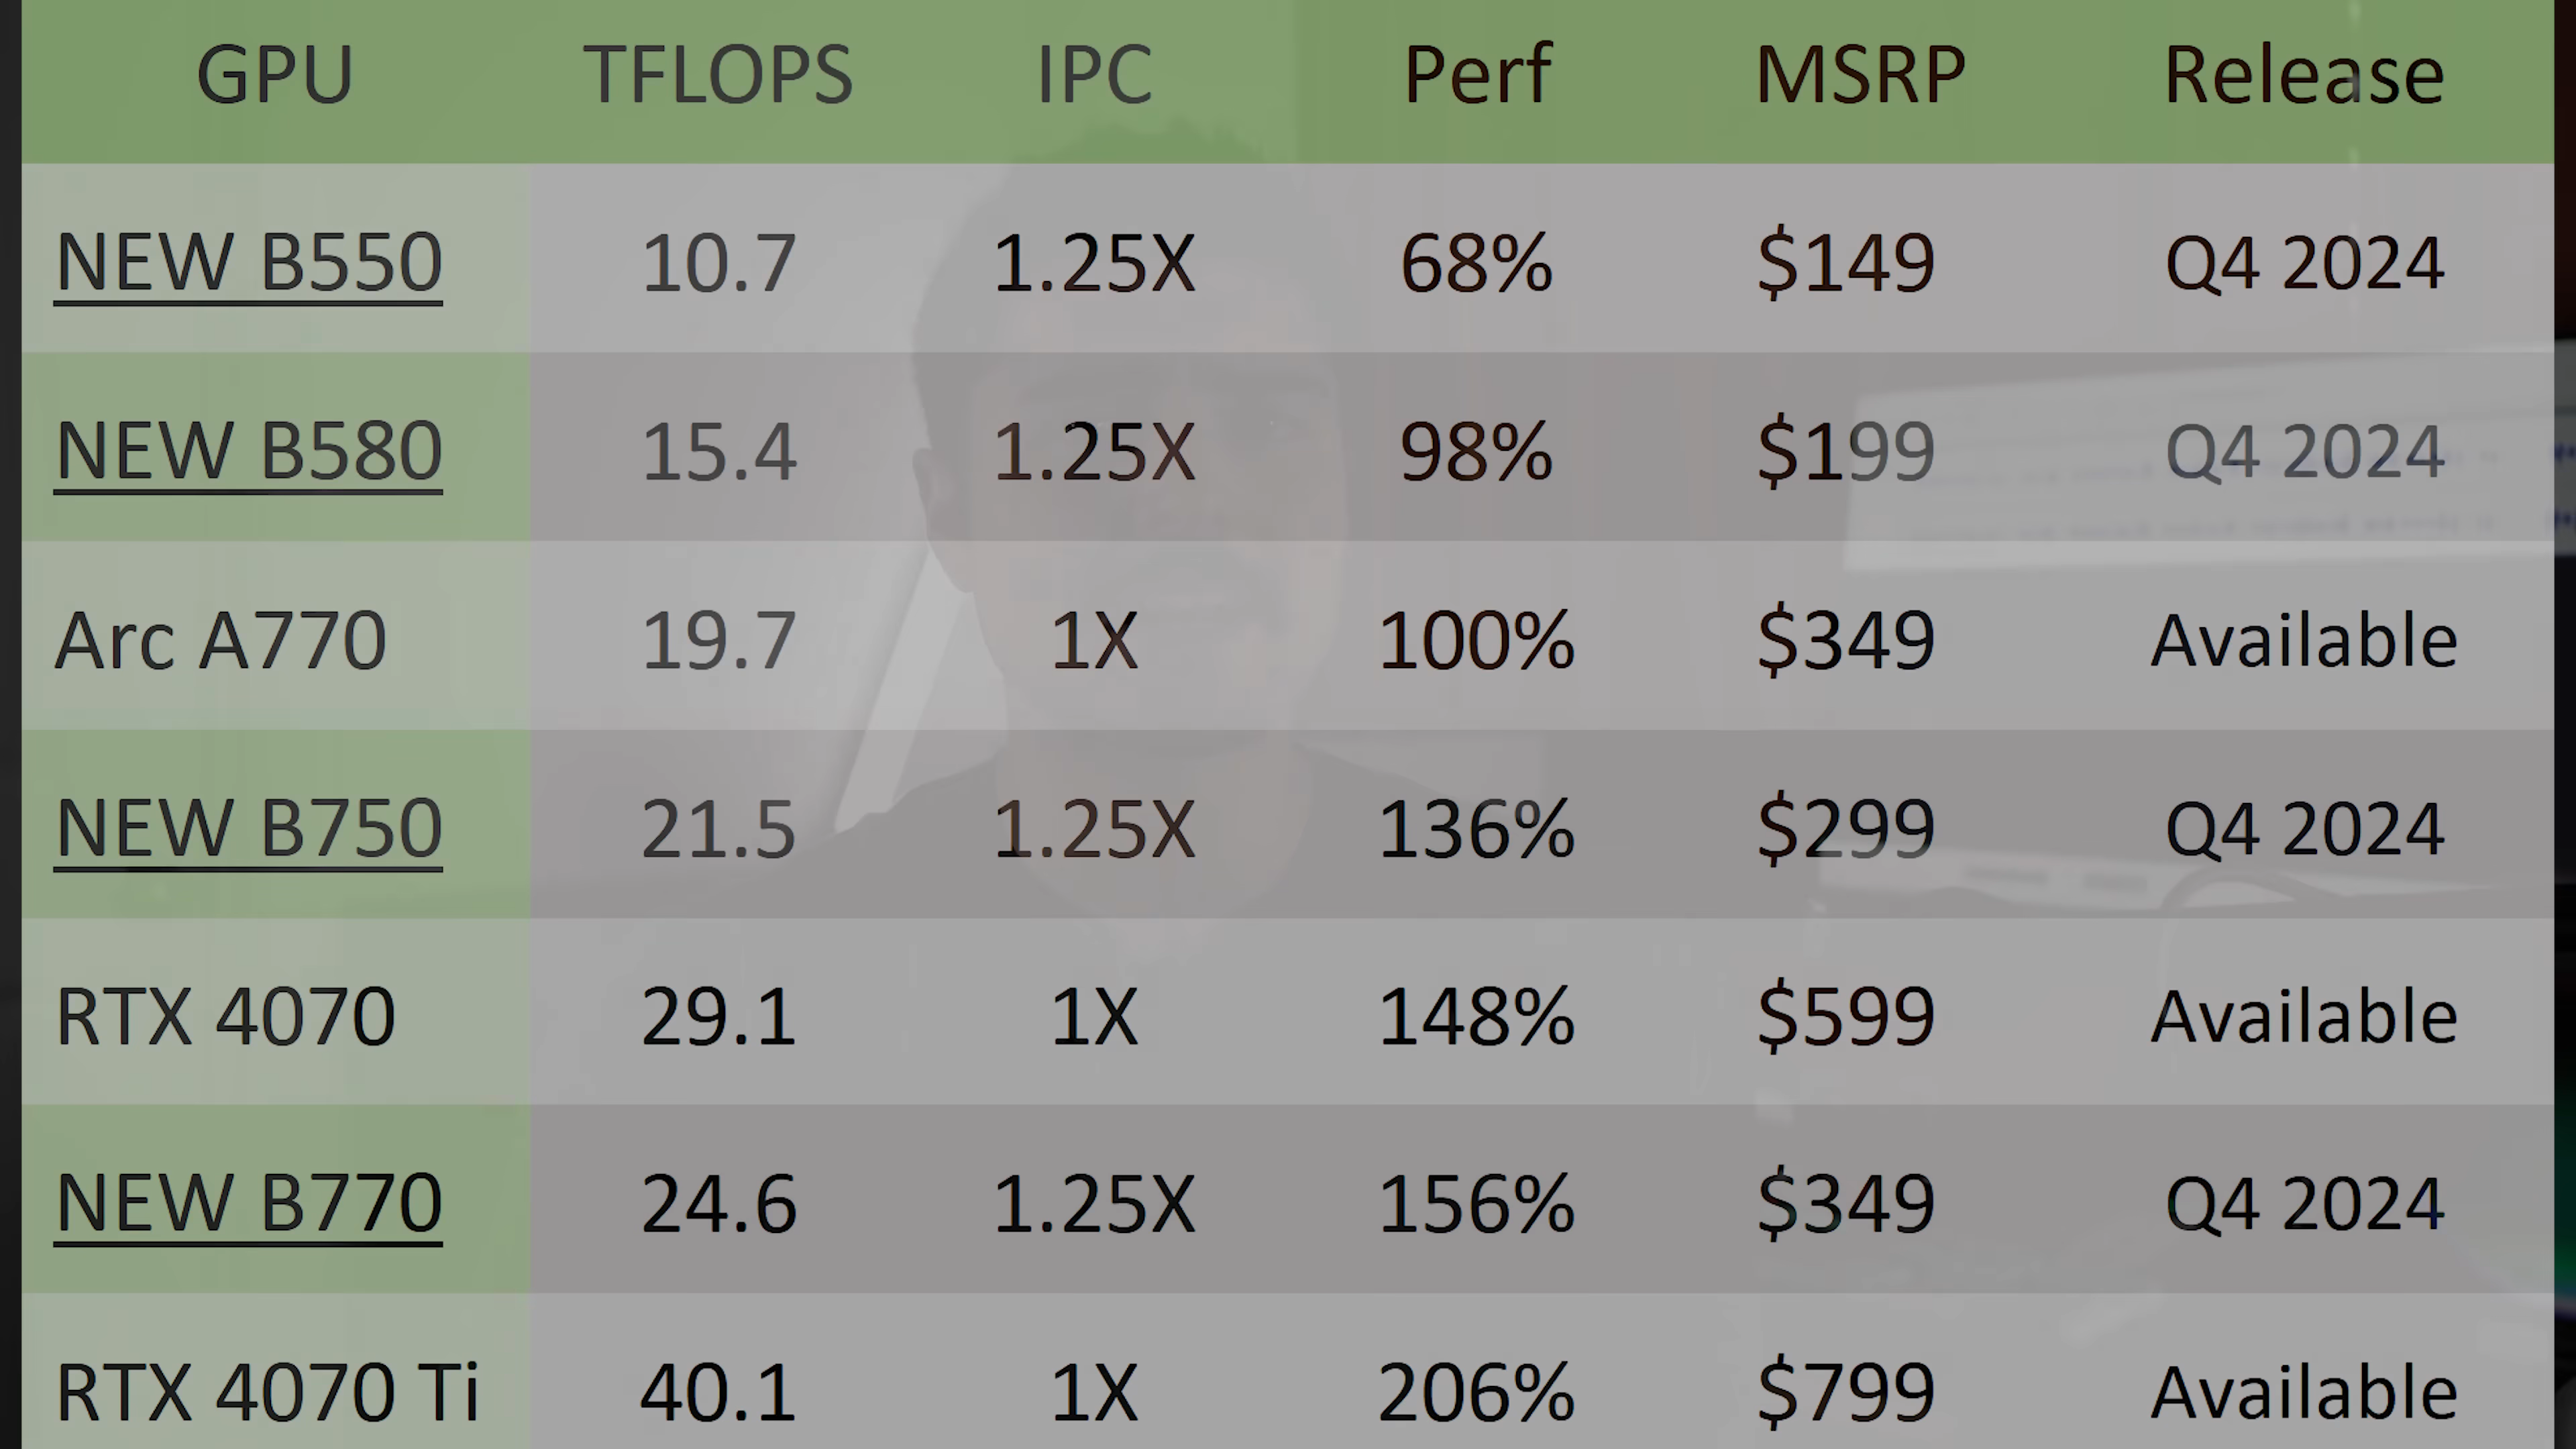 GPU TFLOPS IPC Perf MSRP Release
NEW B550 10.7 1.25X 68% $149 Q4 2024
NEW B580 15.4 1.25X 98% $199 Q4 2024
Arc A770 19.7 1X 100% $349 Available
NEW B750 21.5 1.25X 136% $299 Q4 2024
RTX 4070 29.1 1X 148% $599 Available
NEW B770 24.6 1.25X 156% $349 Q4 2024
RTX 4070 Ti 40.1 1X 206% $799 Available